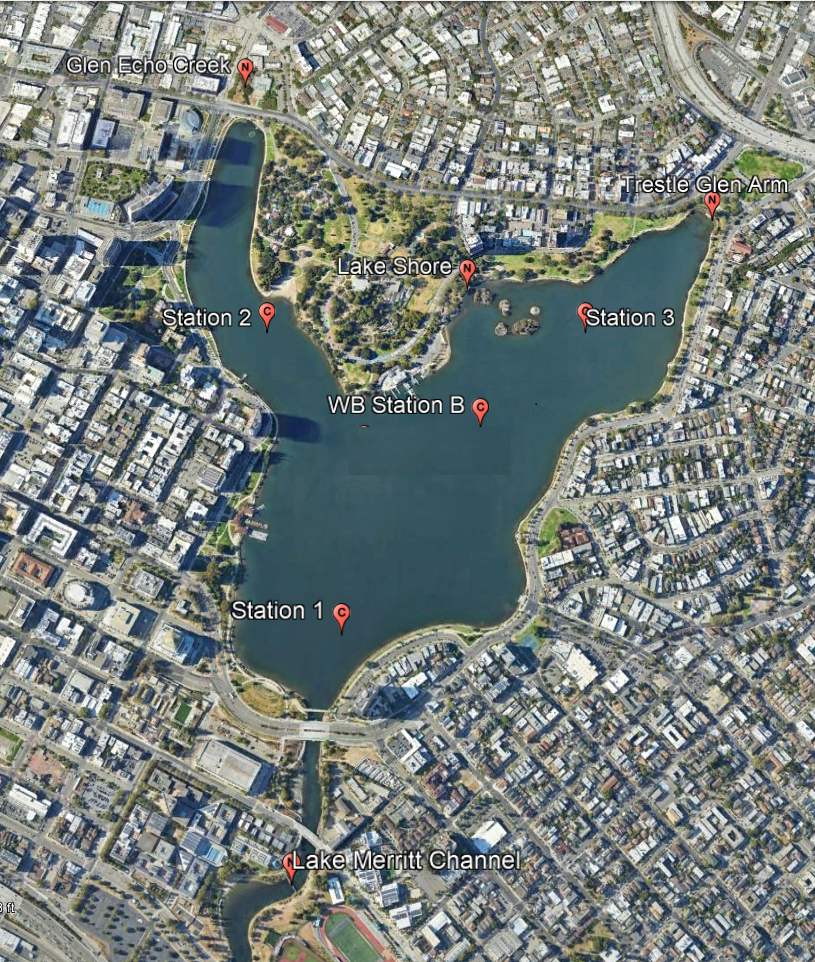 Glen Echo Creek
N
Trestle Glen Arm
N
Lake Shore
N
Station 2
C
Station 3
WB Station B
C
Station 1
C
Lake Merritt Channel
ft